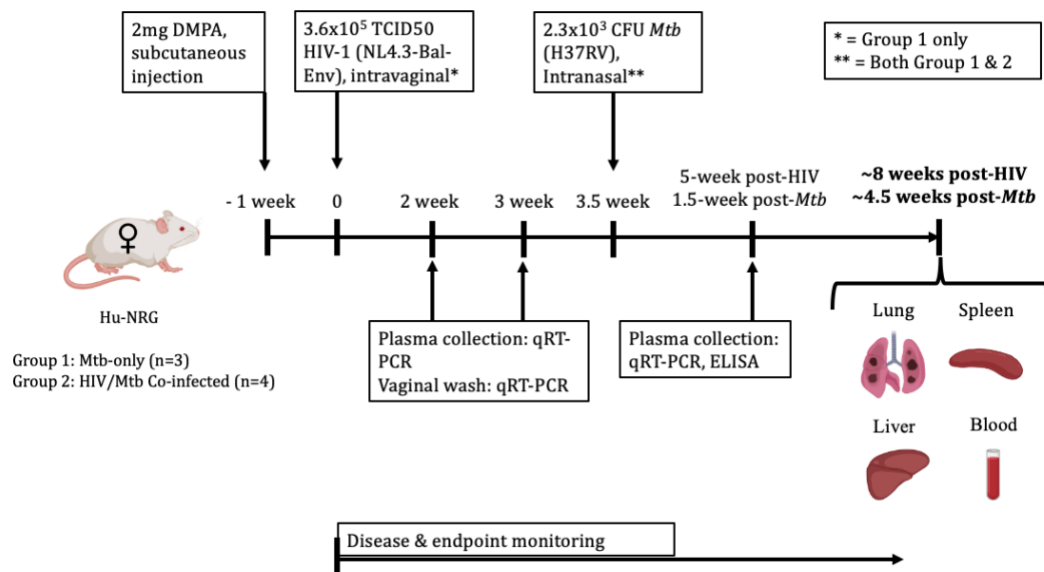 2mg DMPA,
subcutaneous
injection
3.6x10⁵ TCID50
HIV-1 (NL4.3-Bal-
Env), intravaginal*
2.3x10³ CFU Mtb
(H37RV),
Intranasal**
* = Group 1 only
** = Both Group 1 & 2
- 1 week
0
2 week
3 week
3.5 week
5-week post-HIV
1.5-week post-Mtb
~8 weeks post-HIV
~4.5 weeks post-Mtb
Hu-NRG
Group 1: Mtb-only (n=3)
Group 2: HIV/Mtb Co-infected (n=4)
Plasma collection: qRT-
PCR
Vaginal wash: qRT-PCR
Plasma collection:
qRT-PCR, ELISA
Lung
Spleen
Liver
Blood
Disease & endpoint monitoring